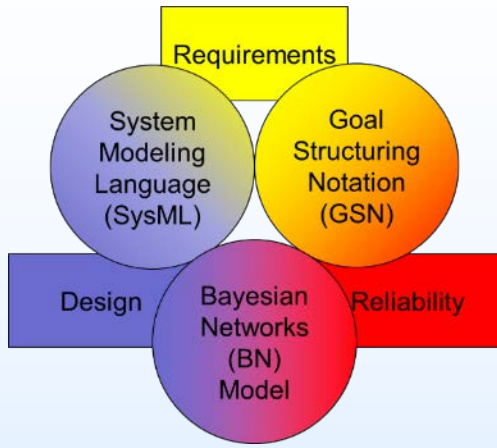 Requirements
System
Modeling
Language
(SysML)
Goal
Structuring
Notation
(GSN)
Design
Bayesian
Networks
(BN)
Model
Reliability